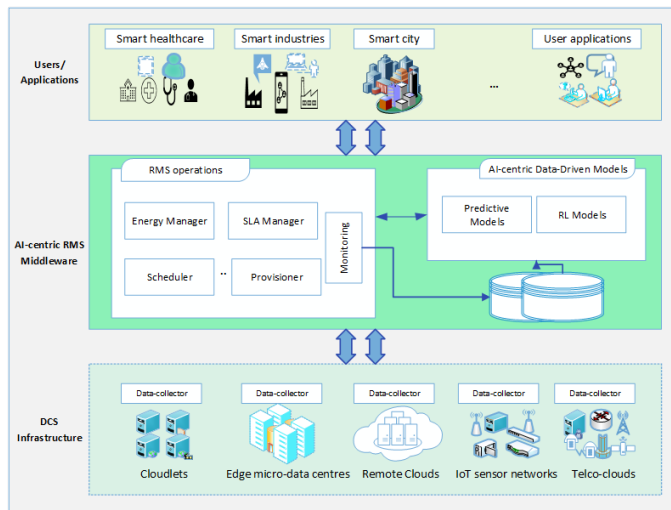 Smart healthcare
Smart industries
Smart city
User applications
...
Users/
Applications
RMS operations
AI-centric Data-Driven Models
Energy Manager
SLA Manager
Monitoring
Predictive
Models
RL Models
AI-centric RMS
Middleware
Scheduler
..
Provisioner
Data-collector
Data-collector
Data-collector
Data-collector
Data-collector
DCS
Infrastructure
Cloudlets
Edge micro-data centres
Remote Clouds
IoT sensor networks
Telco-clouds